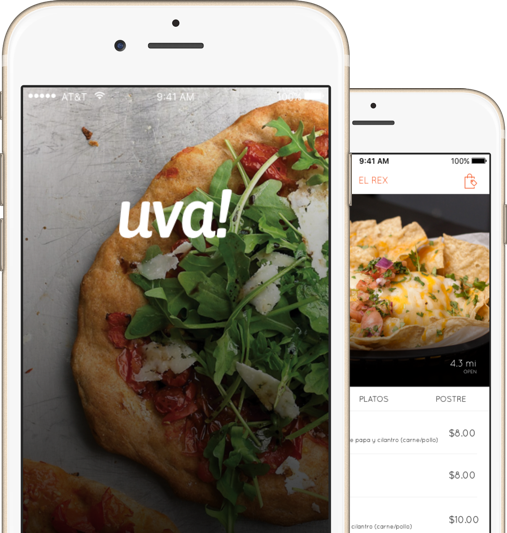 AT&T 9:41 AM
uva!
9:41 AM 100%
EL REX
4.3 mi
OPEN
PLATOS POSTRE
$8.00
e papa y cilantro (carne/pollo)
$8.00
$10.00
cilantro (carne/pollo)